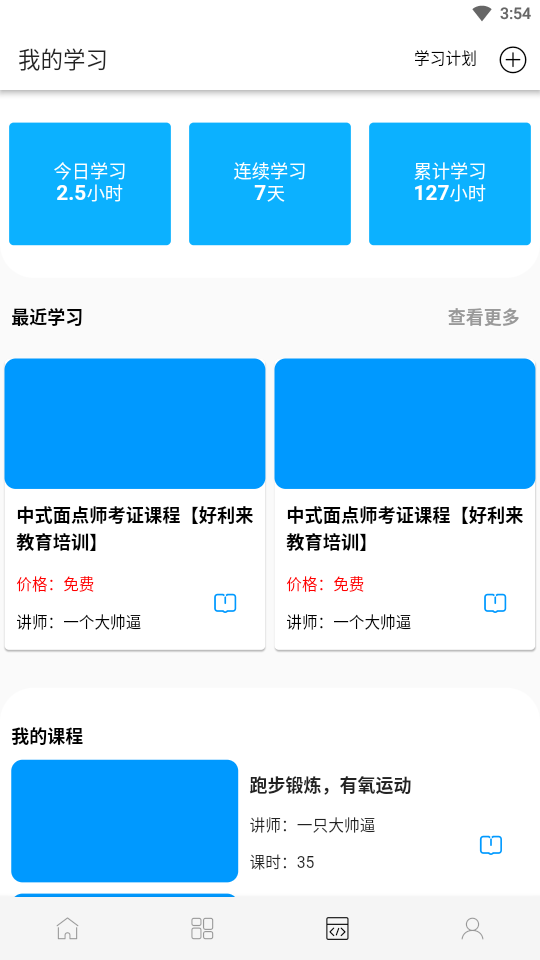 3:54
我的学习
学习计划
今日学习
2.5小时
连续学习
7天
累计学习
127小时
最近学习
查看更多
中式面点师考证课程【好利来
教育培训】
价格：免费
讲师：一个大帅逼
中式面点师考证课程【好利来
教育培训】
价格：免费
讲师：一个大帅逼
我的课程
跑步锻炼，有氧运动
讲师：一只大帅逼
课时：35